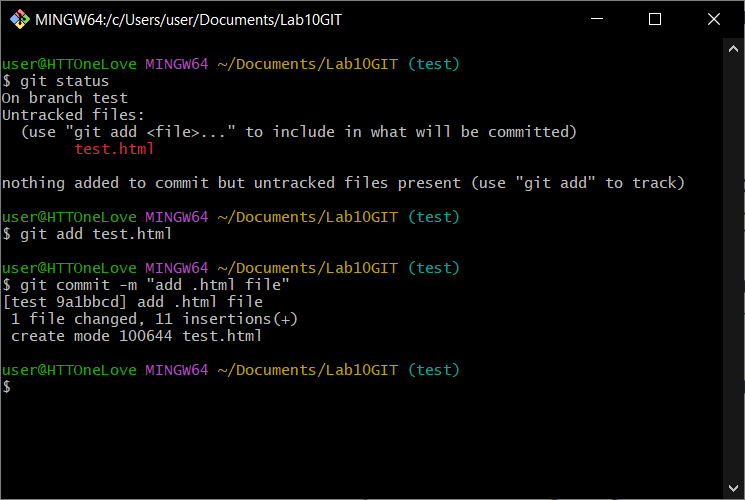 MINGW64:/c/Users/user/Documents/Lab10GIT
user@HTTOneLove MINGW64 ~/Documents/Lab10GIT (test)
$ git status
On branch test
Untracked files:
  (use "git add <file>..." to include in what will be committed)
        test.html

nothing added to commit but untracked files present (use "git add" to track)

user@HTTOneLove MINGW64 ~/Documents/Lab10GIT (test)
$ git add test.html

user@HTTOneLove MINGW64 ~/Documents/Lab10GIT (test)
$ git commit -m "add .html file"
[test 9a1bbcd] add .html file
 1 file changed, 11 insertions(+)
 create mode 100644 test.html

user@HTTOneLove MINGW64 ~/Documents/Lab10GIT (test)
$